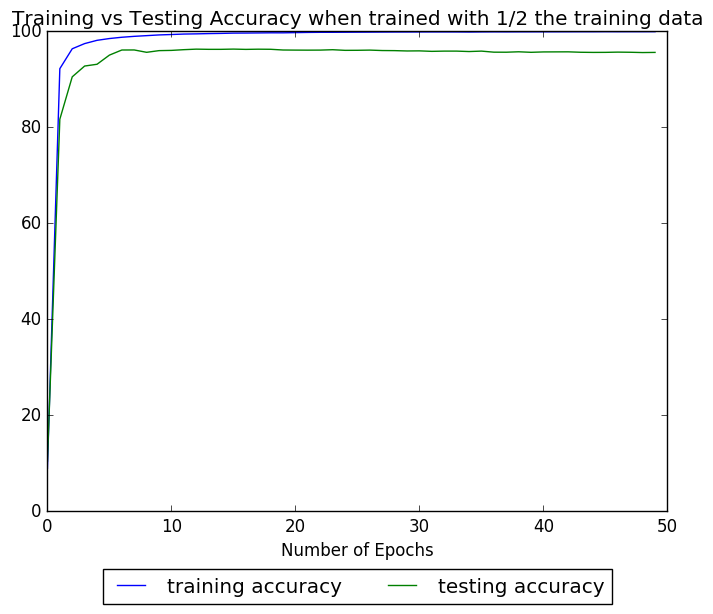 Training vs Testing Accuracy when trained with 1/2 the training data
100
80
60
40
20
0
0 10 20 30 40 50
Number of Epochs
training accuracy testing accuracy